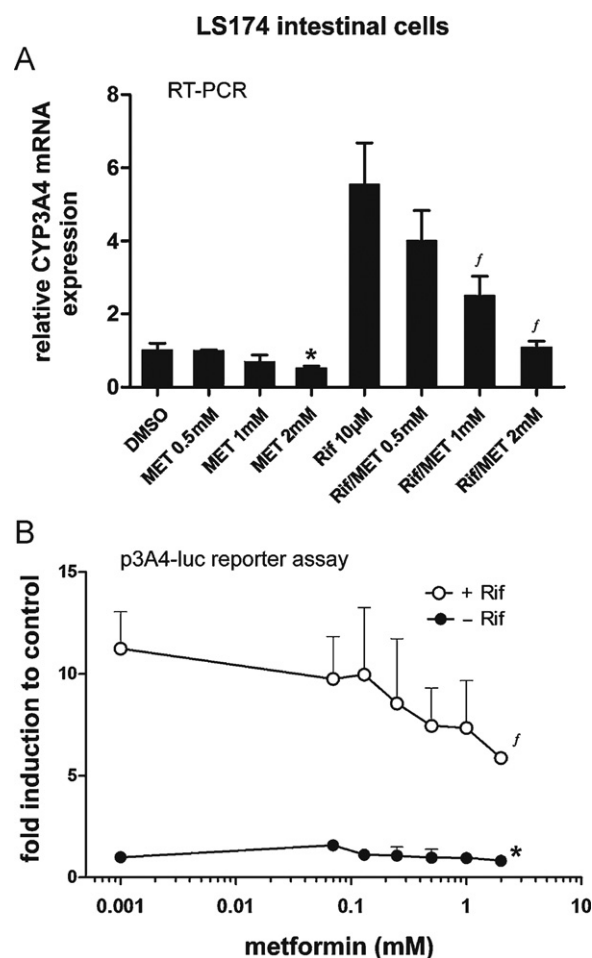 LS174 intestinal cells
A
RT-PCR
relative CYP3A4 mRNA
expression
8
6
4
2
0
*
ƒ
ƒ
DMSO
MET 0.5mM
MET 1mM
MET 2mM
Rif 10µM
Rif/MET 0.5mM
Rif/MET 1mM
Rif/MET 2mM
B
p3A4-luc reporter assay
+ Rif
– Rif
fold induction to control
15
10
5
0
ƒ
*
0.001
0.01
0.1
1
10
metformin (mM)